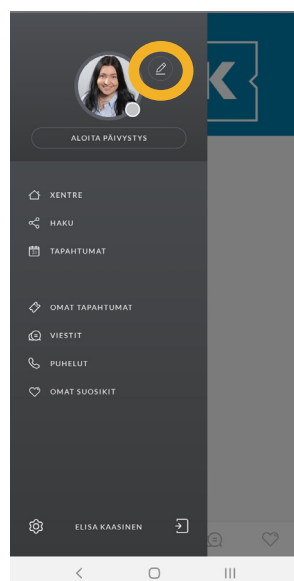 K
ALOITA PÄIVYSTYS
XENTRE
HAKU
TAPAHTUMAT
OMAT TAPAHTUMAT
VIESTIT
PUHELUT
OMAT SUOSIKIT
ELISA KAASINEN